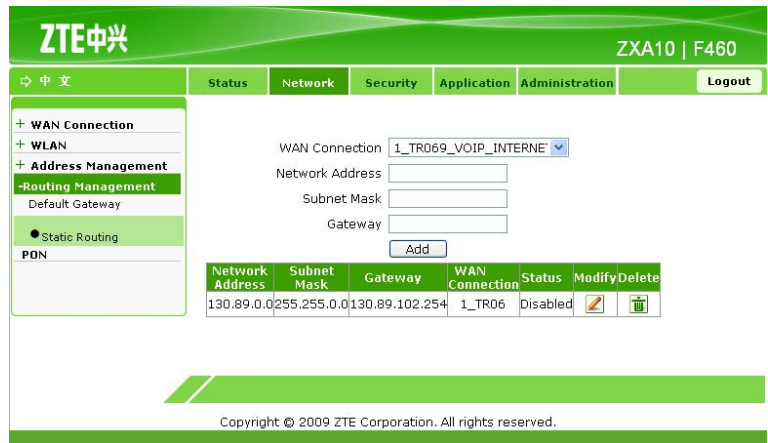 ZTE中兴
ZXA10 | F460
中 文
Status Network Security Application Administration Logout
+ WAN Connection
+ WLAN
+ Address Management
-Routing Management
Default Gateway
Static Routing
PON
WAN Connection 1_TR069_VOIP_INTERNET
Network Address
Subnet Mask
Gateway
Add
Network Address Subnet Mask Gateway WAN Connection Status Modify Delete
130.89.0.0 255.255.0.0 130.89.102.254 1_TR06 Disabled
Copyright © 2009 ZTE Corporation. All rights reserved.